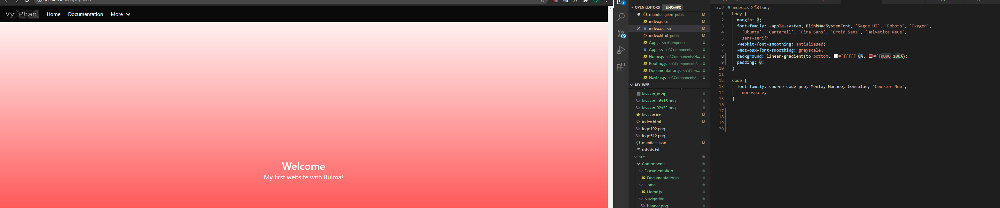 localhost:3000/my-web
Vy Phan
Home
Documentation
More
Welcome
My first website with Bulma!
1
OPEN EDITORS
1 UNSAVED
manifest.json public M
index.js src M
index.css src M
index.html public M
App.js src\Components U
App.css src\Components U
Home.js src\Components\H... U
Routing.js src\Components\... U
Documentation.js src\Com... U
Navbar.js src\Components\... U
MY-WEB
favicon_io.zip U
favicon-16x16.png U
favicon-32x32.png U
favicon.ico M
index.html M
logo192.png
logo512.png
manifest.json M
robots.txt
src
Components
Documentation
Documentation.js U
Home
Home.js U
Navigation
banner.png U
src > # index.css > body
1 body {
2 margin: 0;
3 font-family: -apple-system, BlinkMacSystemFont, 'Segoe UI', 'Roboto', 'Oxygen',
4 'Ubuntu', 'Cantarell', 'Fira Sans', 'Droid Sans', 'Helvetica Neue',
5 sans-serif;
6 -webkit-font-smoothing: antialiased;
7 -moz-osx-font-smoothing: grayscale;
8 background: linear-gradient(to bottom, #ffffff 0%, #ff0000 100%);
9 padding: 0;
10 }
11
12 code {
13 font-family: source-code-pro, Menlo, Monaco, Consolas, 'Courier New',
14 monospace;
15 }
16
17
18
19
20